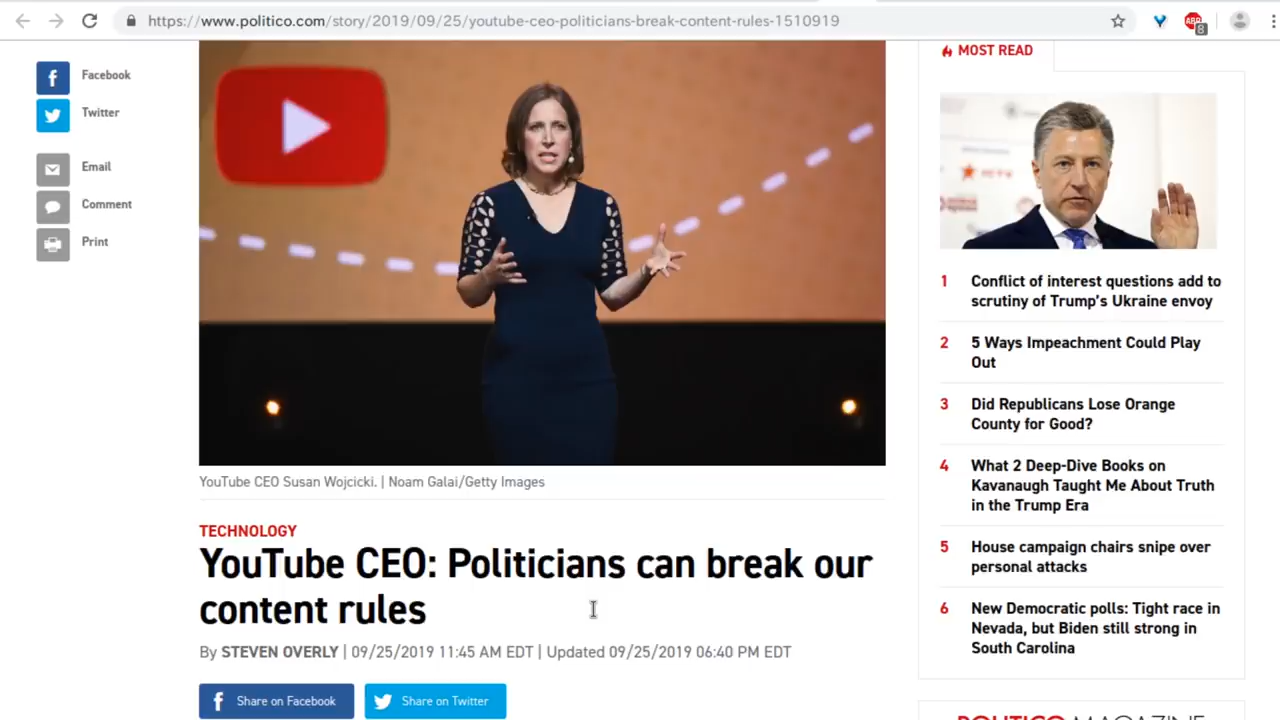 https://www.politico.com/story/2019/09/25/youtube-ceo-politicians-break-content-rules-1510919
ABP
8
Facebook
Twitter
Email
Comment
Print
YouTube CEO Susan Wojcicki. | Noam Galai/Getty Images
TECHNOLOGY
YouTube CEO: Politicians can break our
content rules
By STEVEN OVERLY | 09/25/2019 11:45 AM EDT | Updated 09/25/2019 06:40 PM EDT
Share on Facebook
Share on Twitter
MOST READ
1 Conflict of interest questions add to
scrutiny of Trump's Ukraine envoy
2 5 Ways Impeachment Could Play
Out
3 Did Republicans Lose Orange
County for Good?
4 What 2 Deep-Dive Books on
Kavanaugh Taught Me About Truth
in the Trump Era
5 House campaign chairs snipe over
personal attacks
6 New Democratic polls: Tight race in
Nevada, but Biden still strong in
South Carolina
POLITICO MAGAZINE